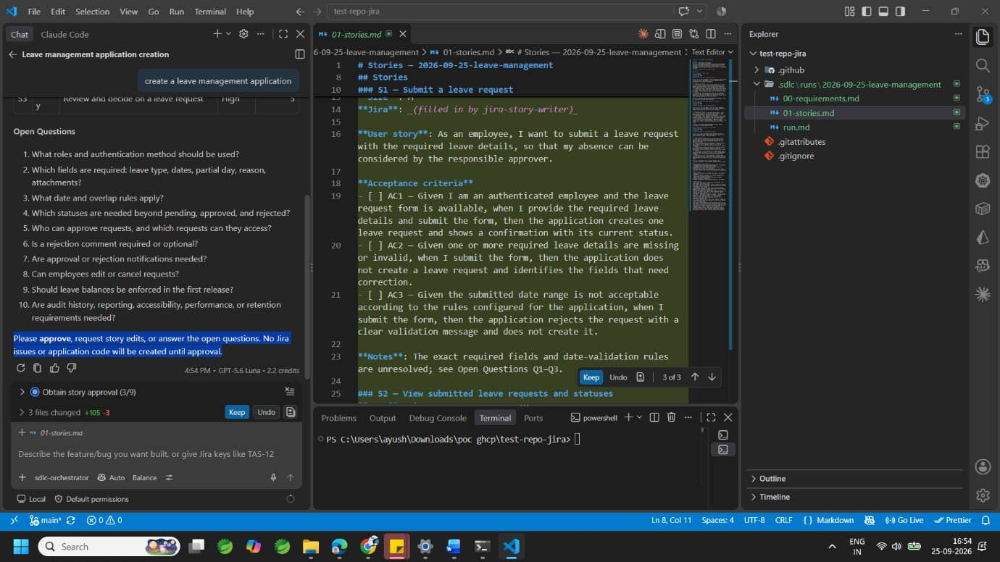 File Edit Selection View Go Run Terminal Help
test-repo-jira
Chat Claude Code
Leave management application creation
create a leave management application
S3 y Review and decide on a leave request High 5
Open Questions
1. What roles and authentication method should be used?
2. Which fields are required: leave type, dates, partial day, reason,
attachments?
3. What date and overlap rules apply?
4. Which statuses are needed beyond pending, approved, and rejected?
5. Who can approve requests, and which requests can they access?
6. Is a rejection comment required or optional?
7. Are approval or rejection notifications needed?
8. Can employees edit or cancel requests?
9. Should leave balances be enforced in the first release?
10. Are audit history, reporting, accessibility, performance, or retention
requirements needed?
Please approve, request story edits, or answer the open questions. No Jira
issues or application code will be created until approval.
4:54 PM • GPT-5.6 Luna • 2.2 credits
Obtain story approval (3/9)
3 files changed +105 -3
Keep Undo
01-stories.md
Describe the feature/bug you want built, or give Jira keys like TAS-12
sdlc-orchestrator Auto Balance
Local Default permissions
01-stories.md
6-09-25-leave-management > 01-stories.md > # Stories — 2026-09-25-leave-management > Text Editor
1 # Stories — 2026-09-25-leave-management
8 ## Stories
10 ### S1 — Submit a leave request
14 **Jira**: _(filled in by jira-story-writer)_
15
16 **User story**: As an employee, I want to submit a leave request
with the required leave details, so that my absence can be
considered by the responsible approver.
17
18 **Acceptance criteria**
19 - [ ] AC1 — Given I am an authenticated employee and the leave
request form is available, when I provide the required leave
details and submit the form, then the application creates one
leave request and shows a confirmation with its current status.
20 - [ ] AC2 — Given one or more required leave details are missing
or invalid, when I submit the form, then the application does
not create a leave request and identifies the fields that need
correction.
21 - [ ] AC3 — Given the submitted date range is not acceptable
according to the rules configured for the application, when I
submit the form, then the application rejects the request with a
clear validation message and does not create it.
22
23 **Notes**: The exact required fields and date-validation rules
are unresolved; see Open Questions Q1–Q3.
Keep Undo 3 of 3
24
25 ### S2 — View submitted leave requests and statuses
Problems Output Debug Console Terminal Ports
powershell
PS C:\Users\ayush\Downloads\poc ghcp\test-repo-jira>
Explorer
test-repo-jira
.github
.sdlc\runs\2026-09-25-leave-management
00-requirements.md
01-stories.md
run.md
.gitattributes
.gitignore
3
Outline
Timeline
main* 0 0
Ln 8, Col 11 Spaces: 4 UTF-8 CRLF { } Markdown Go Live Prettier
Search
ENG
IN
16:54
25-09-2026